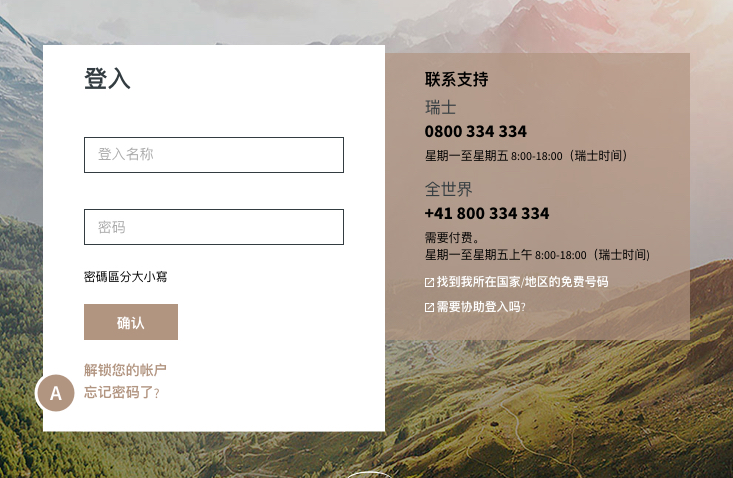 登入
登入名称
密码
密碼區分大小寫
确认
解锁您的帐户
忘记密码了?
A
联系支持
瑞士
0800 334 334
星期一至星期五 8:00-18:00（瑞士时间）
全世界
+41 800 334 334
需要付费。
星期一至星期五上午 8:00-18:00（瑞士时间)
找到我所在国家/地区的免费号码
需要协助登入吗?